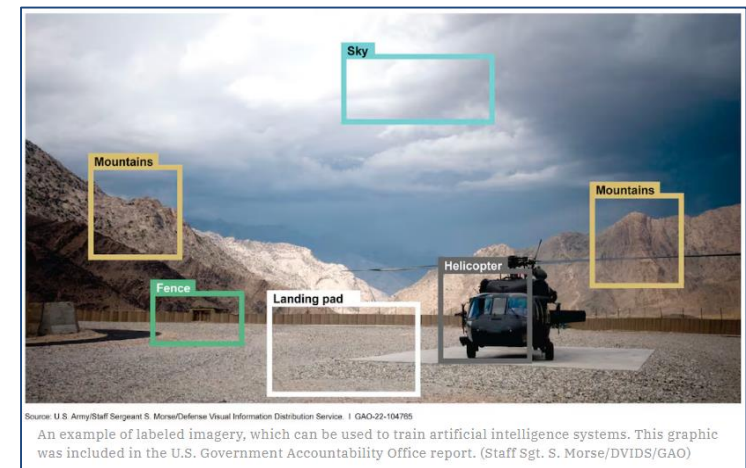 Sky
Mountains
Mountains
Helicopter
Fence
Landing pad
Source: U.S. Army/Staff Sergeant S. Morse/Defense Visual Information Distribution Service. | GAO-22-104765
An example of labeled imagery, which can be used to train artificial intelligence systems. This graphic
was included in the U.S. Government Accountability Office report. (Staff Sgt. S. Morse/DVIDS/GAO)